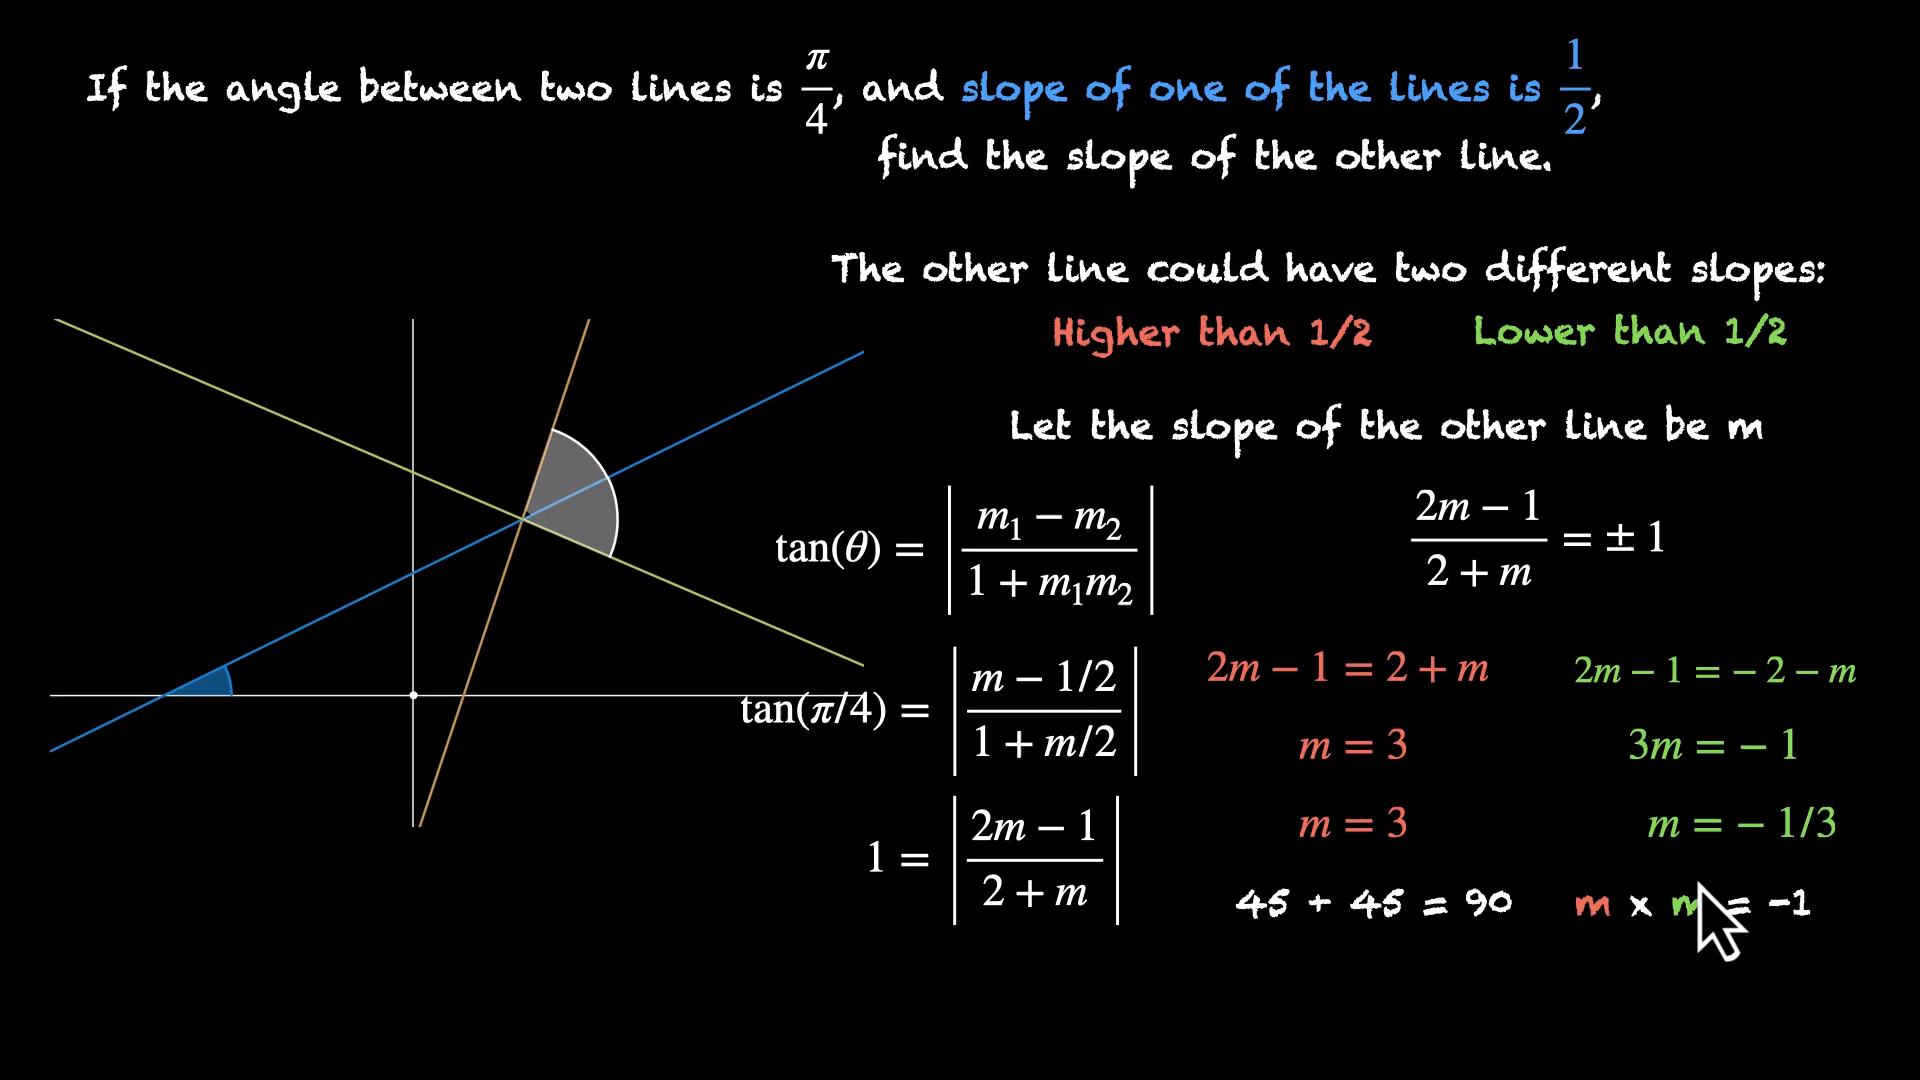 If the angle between two lines is π/4, and slope of one of the lines is 1/2,
find the slope of the other line.
The other line could have two different slopes:
Higher than 1/2 Lower than 1/2
Let the slope of the other line be m
tan(θ) = |(m₁ − m₂)/(1 + m₁m₂)|
(2m − 1)/(2 + m) = ± 1
tan(π/4) = |(m − 1/2)/(1 + m/2)|
2m − 1 = 2 + m
2m − 1 = − 2 − m
m = 3
3m = − 1
1 = |(2m − 1)/(2 + m)|
m = 3
m = − 1/3
45 + 45 = 90
m x m = -1